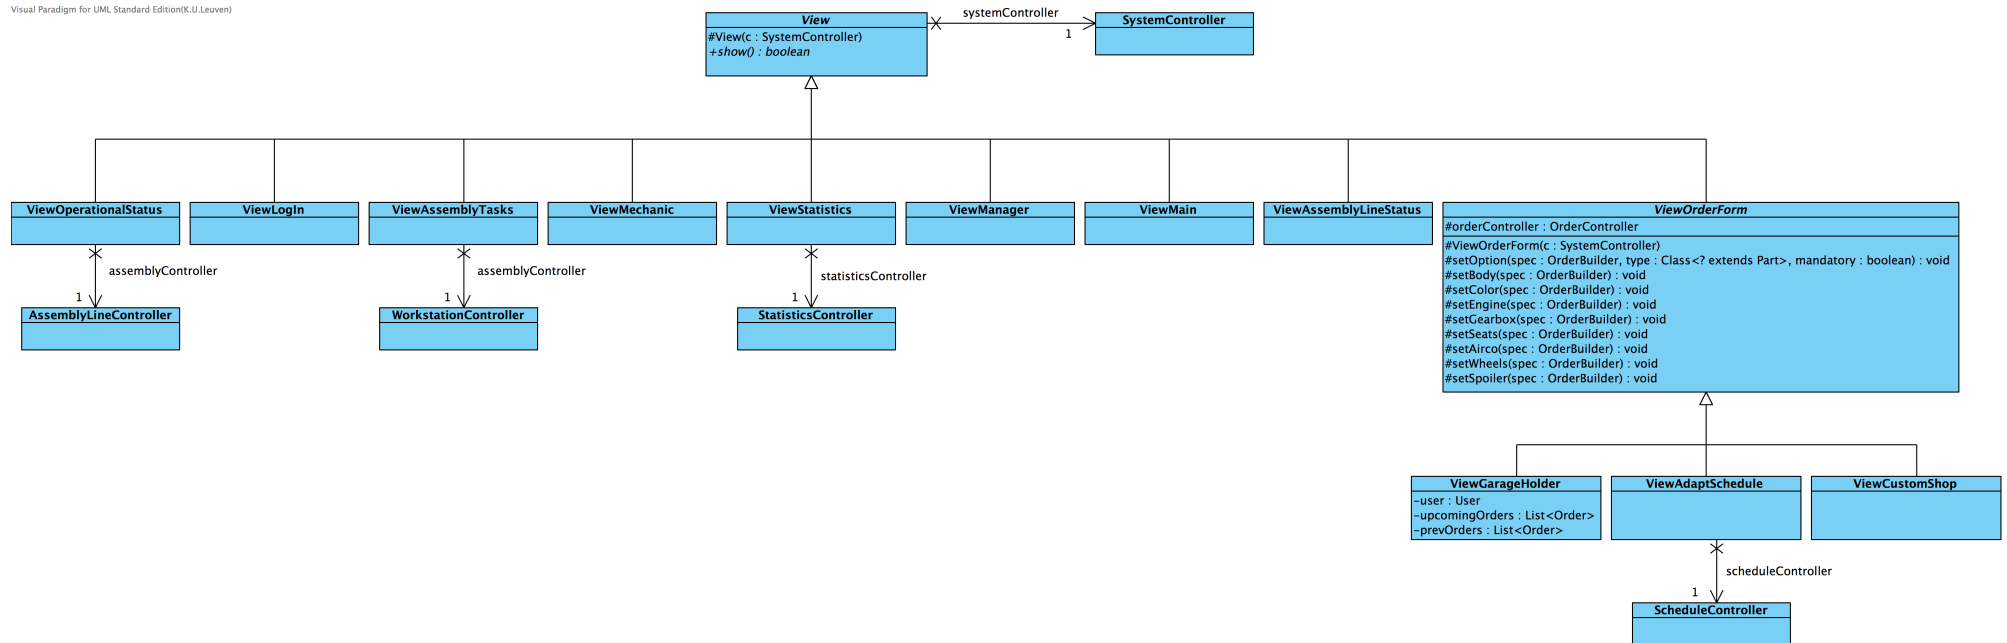 Visual Paradigm for UML Standard Edition(K.U.Leuven)
View
#View(c : SystemController)
+show() : boolean
systemController
1
SystemController
ViewOperationalStatus
ViewLogIn
ViewAssemblyTasks
ViewMechanic
ViewStatistics
ViewManager
ViewMain
ViewAssemblyLineStatus
ViewOrderForm
#orderController : OrderController
#ViewOrderForm(c : SystemController)
#setOption(spec : OrderBuilder, type : Class<? extends Part>, mandatory : boolean) : void
#setBody(spec : OrderBuilder) : void
#setColor(spec : OrderBuilder) : void
#setEngine(spec : OrderBuilder) : void
#setGearbox(spec : OrderBuilder) : void
#setSeats(spec : OrderBuilder) : void
#setAirco(spec : OrderBuilder) : void
#setWheels(spec : OrderBuilder) : void
#setSpoiler(spec : OrderBuilder) : void
assemblyController
1
AssemblyLineController
assemblyController
1
WorkstationController
statisticsController
1
StatisticsController
ViewGarageHolder
-user : User
-upcomingOrders : List<Order>
-prevOrders : List<Order>
ViewAdaptSchedule
ViewCustomShop
scheduleController
1
ScheduleController